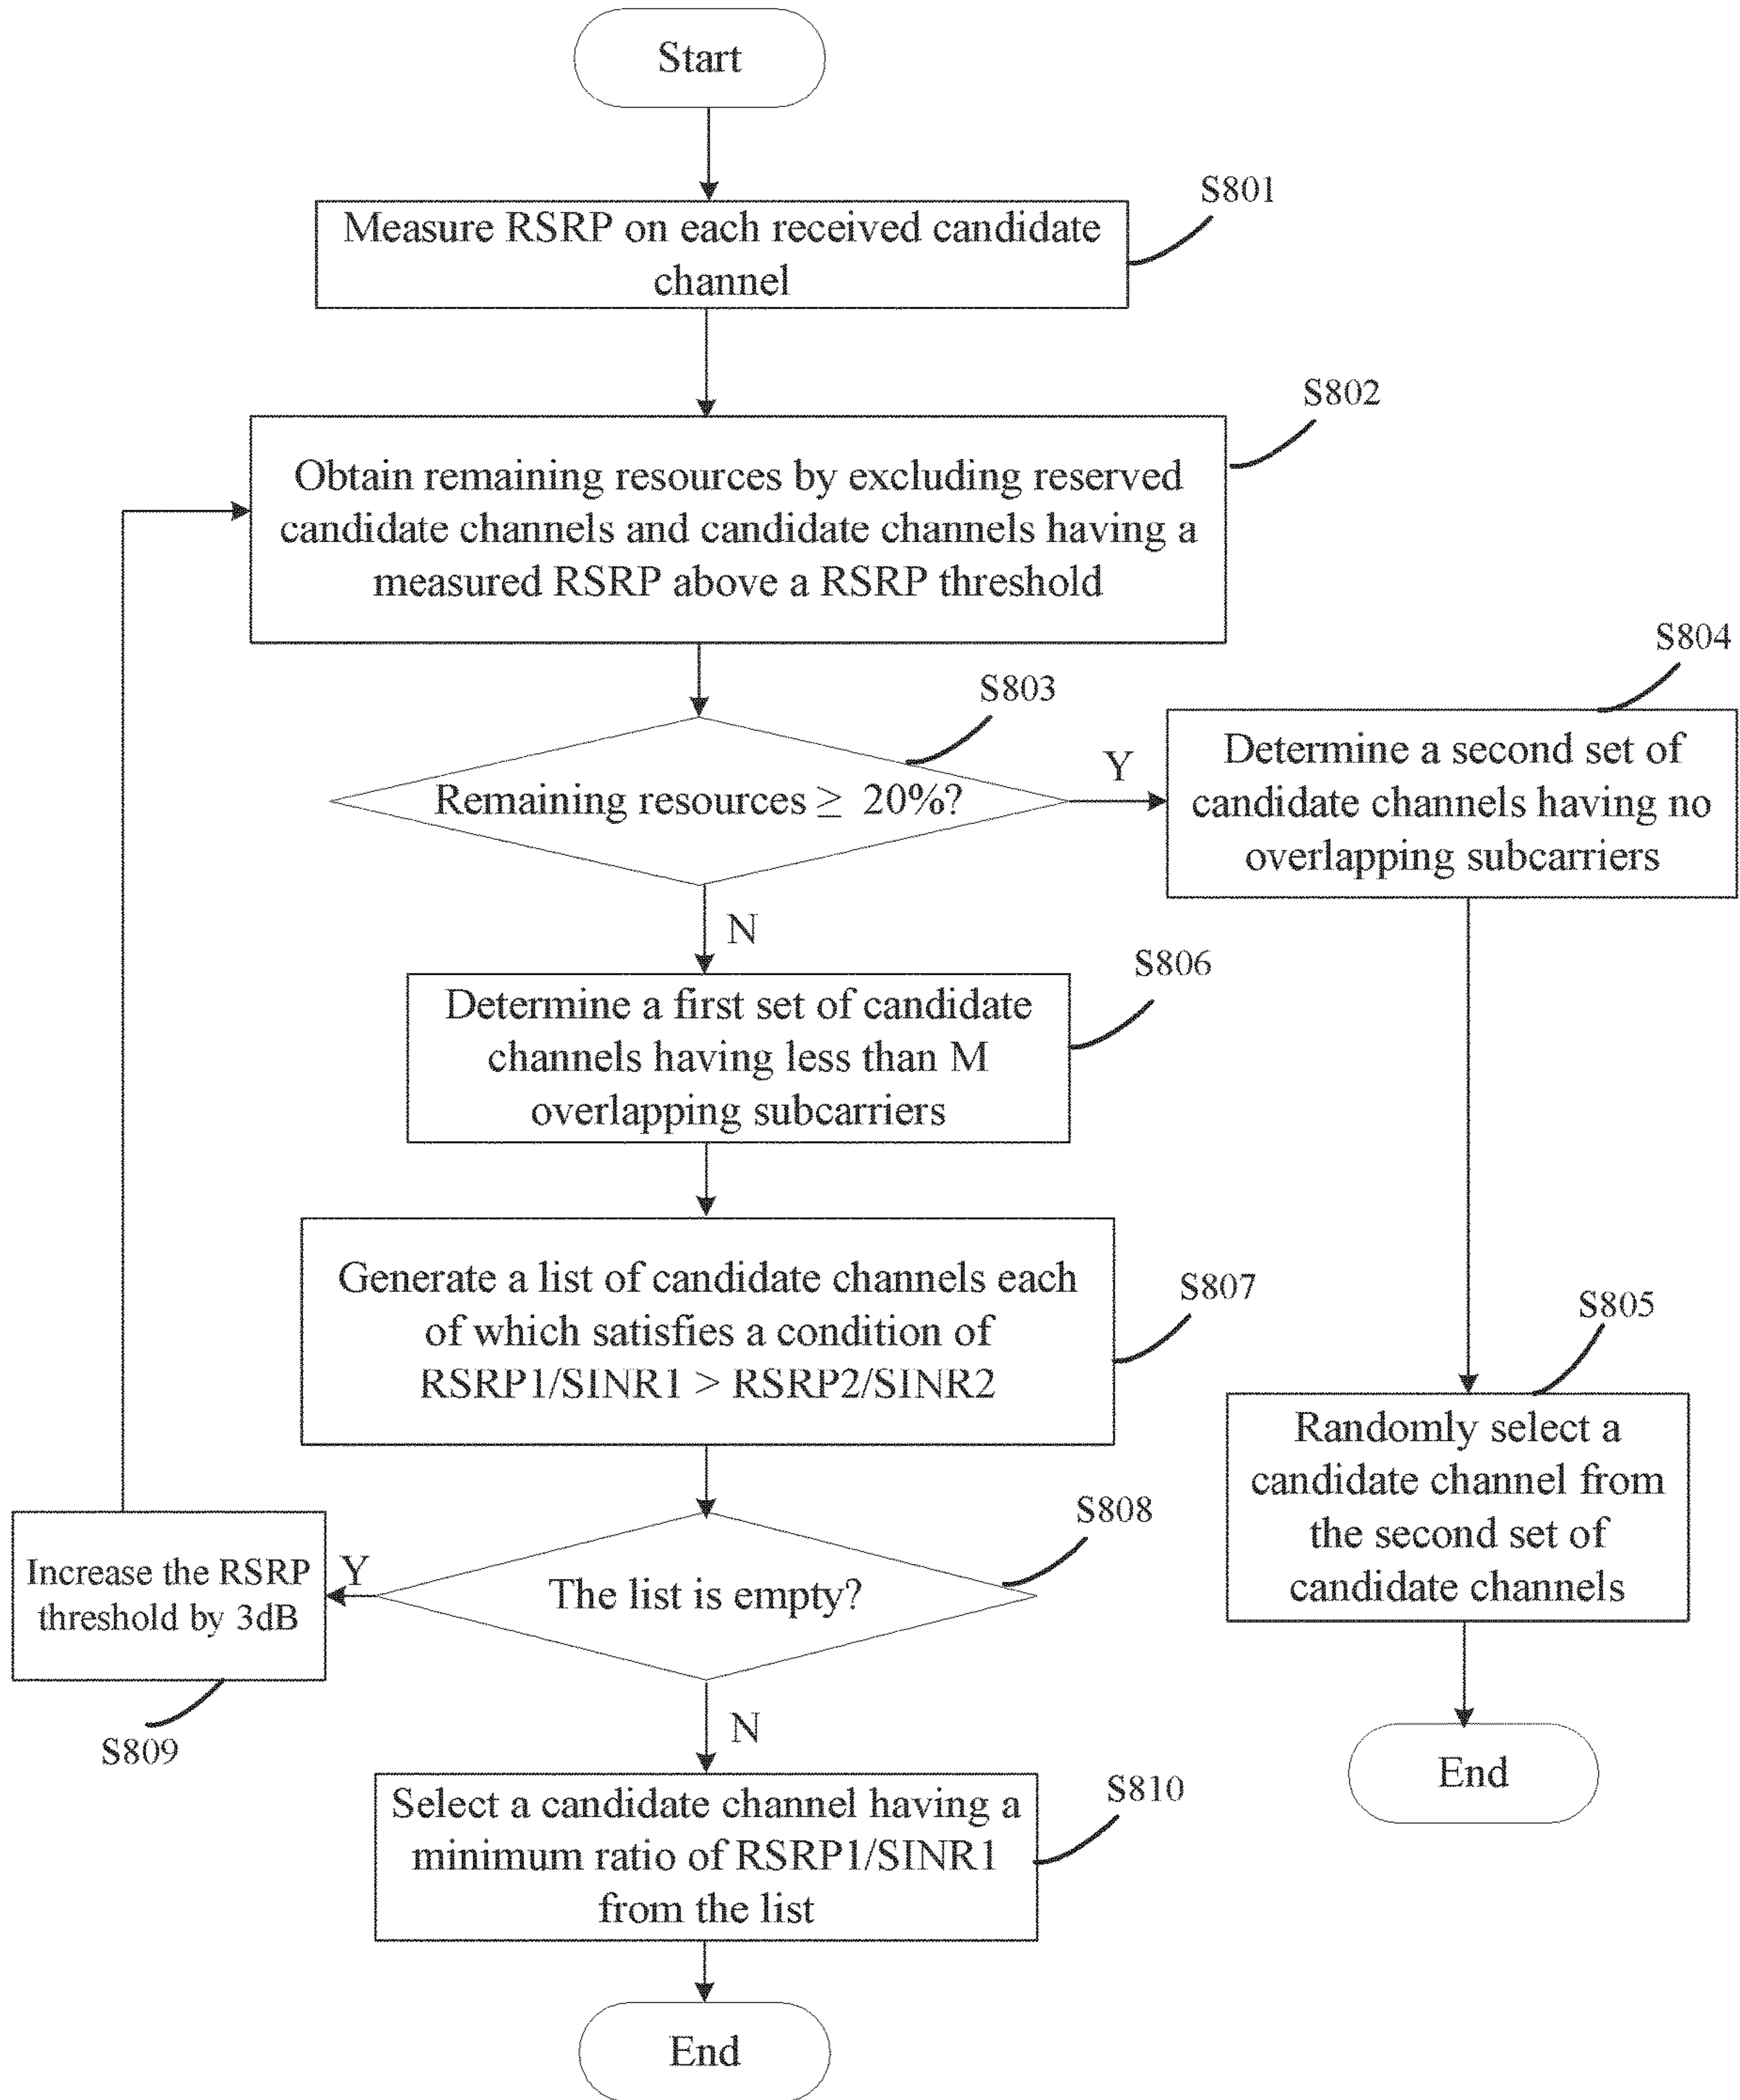 Start
S801
Measure RSRP on each received candidate
channel
S802
Obtain remaining resources by excluding reserved
candidate channels and candidate channels having a
measured RSRP above a RSRP threshold
S803
Remaining resources ≥ 20%?
Y
S804
Determine a second set of
candidate channels having no
overlapping subcarriers
N
S806
Determine a first set of candidate
channels having less than M
overlapping subcarriers
S807
Generate a list of candidate channels each
of which satisfies a condition of
RSRP1/SINR1 > RSRP2/SINR2
S805
Randomly select a
candidate channel from
the second set of
candidate channels
S808
The list is empty?
Y
Increase the RSRP
threshold by 3dB
S809
N
S810
Select a candidate channel having a
minimum ratio of RSRP1/SINR1
from the list
End
End